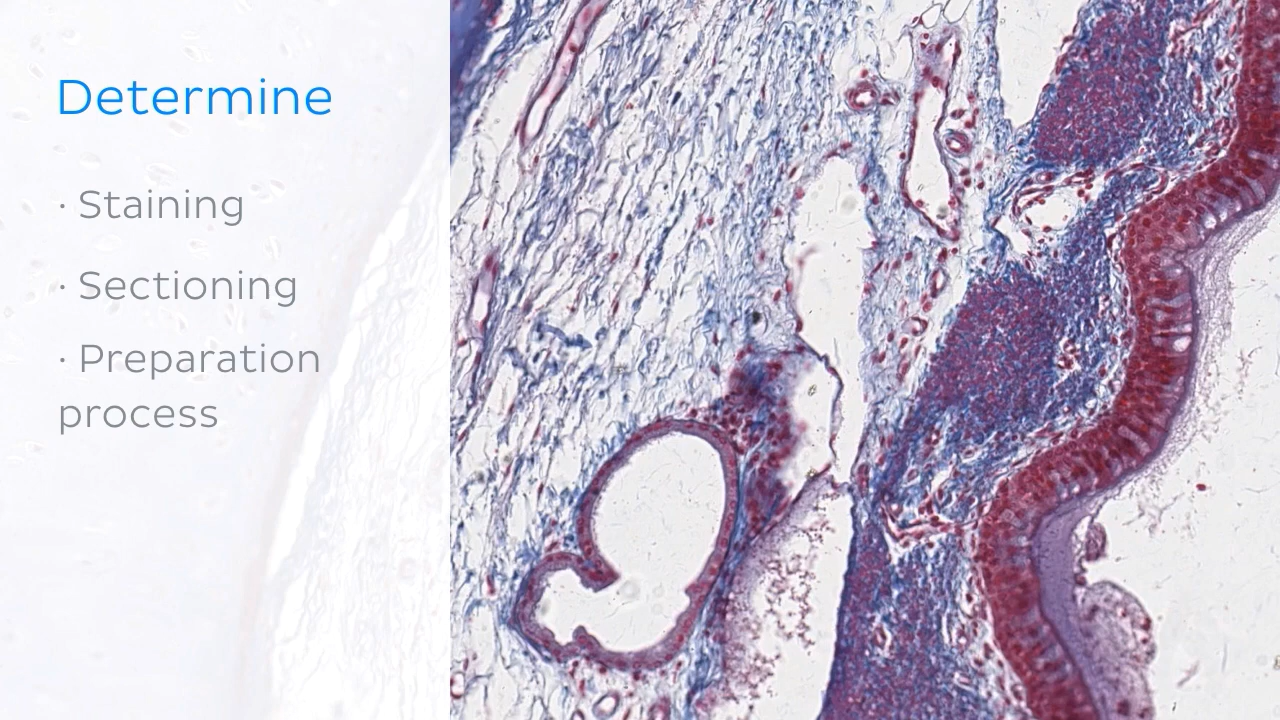 Determine
· Staining
· Sectioning
· Preparation
process